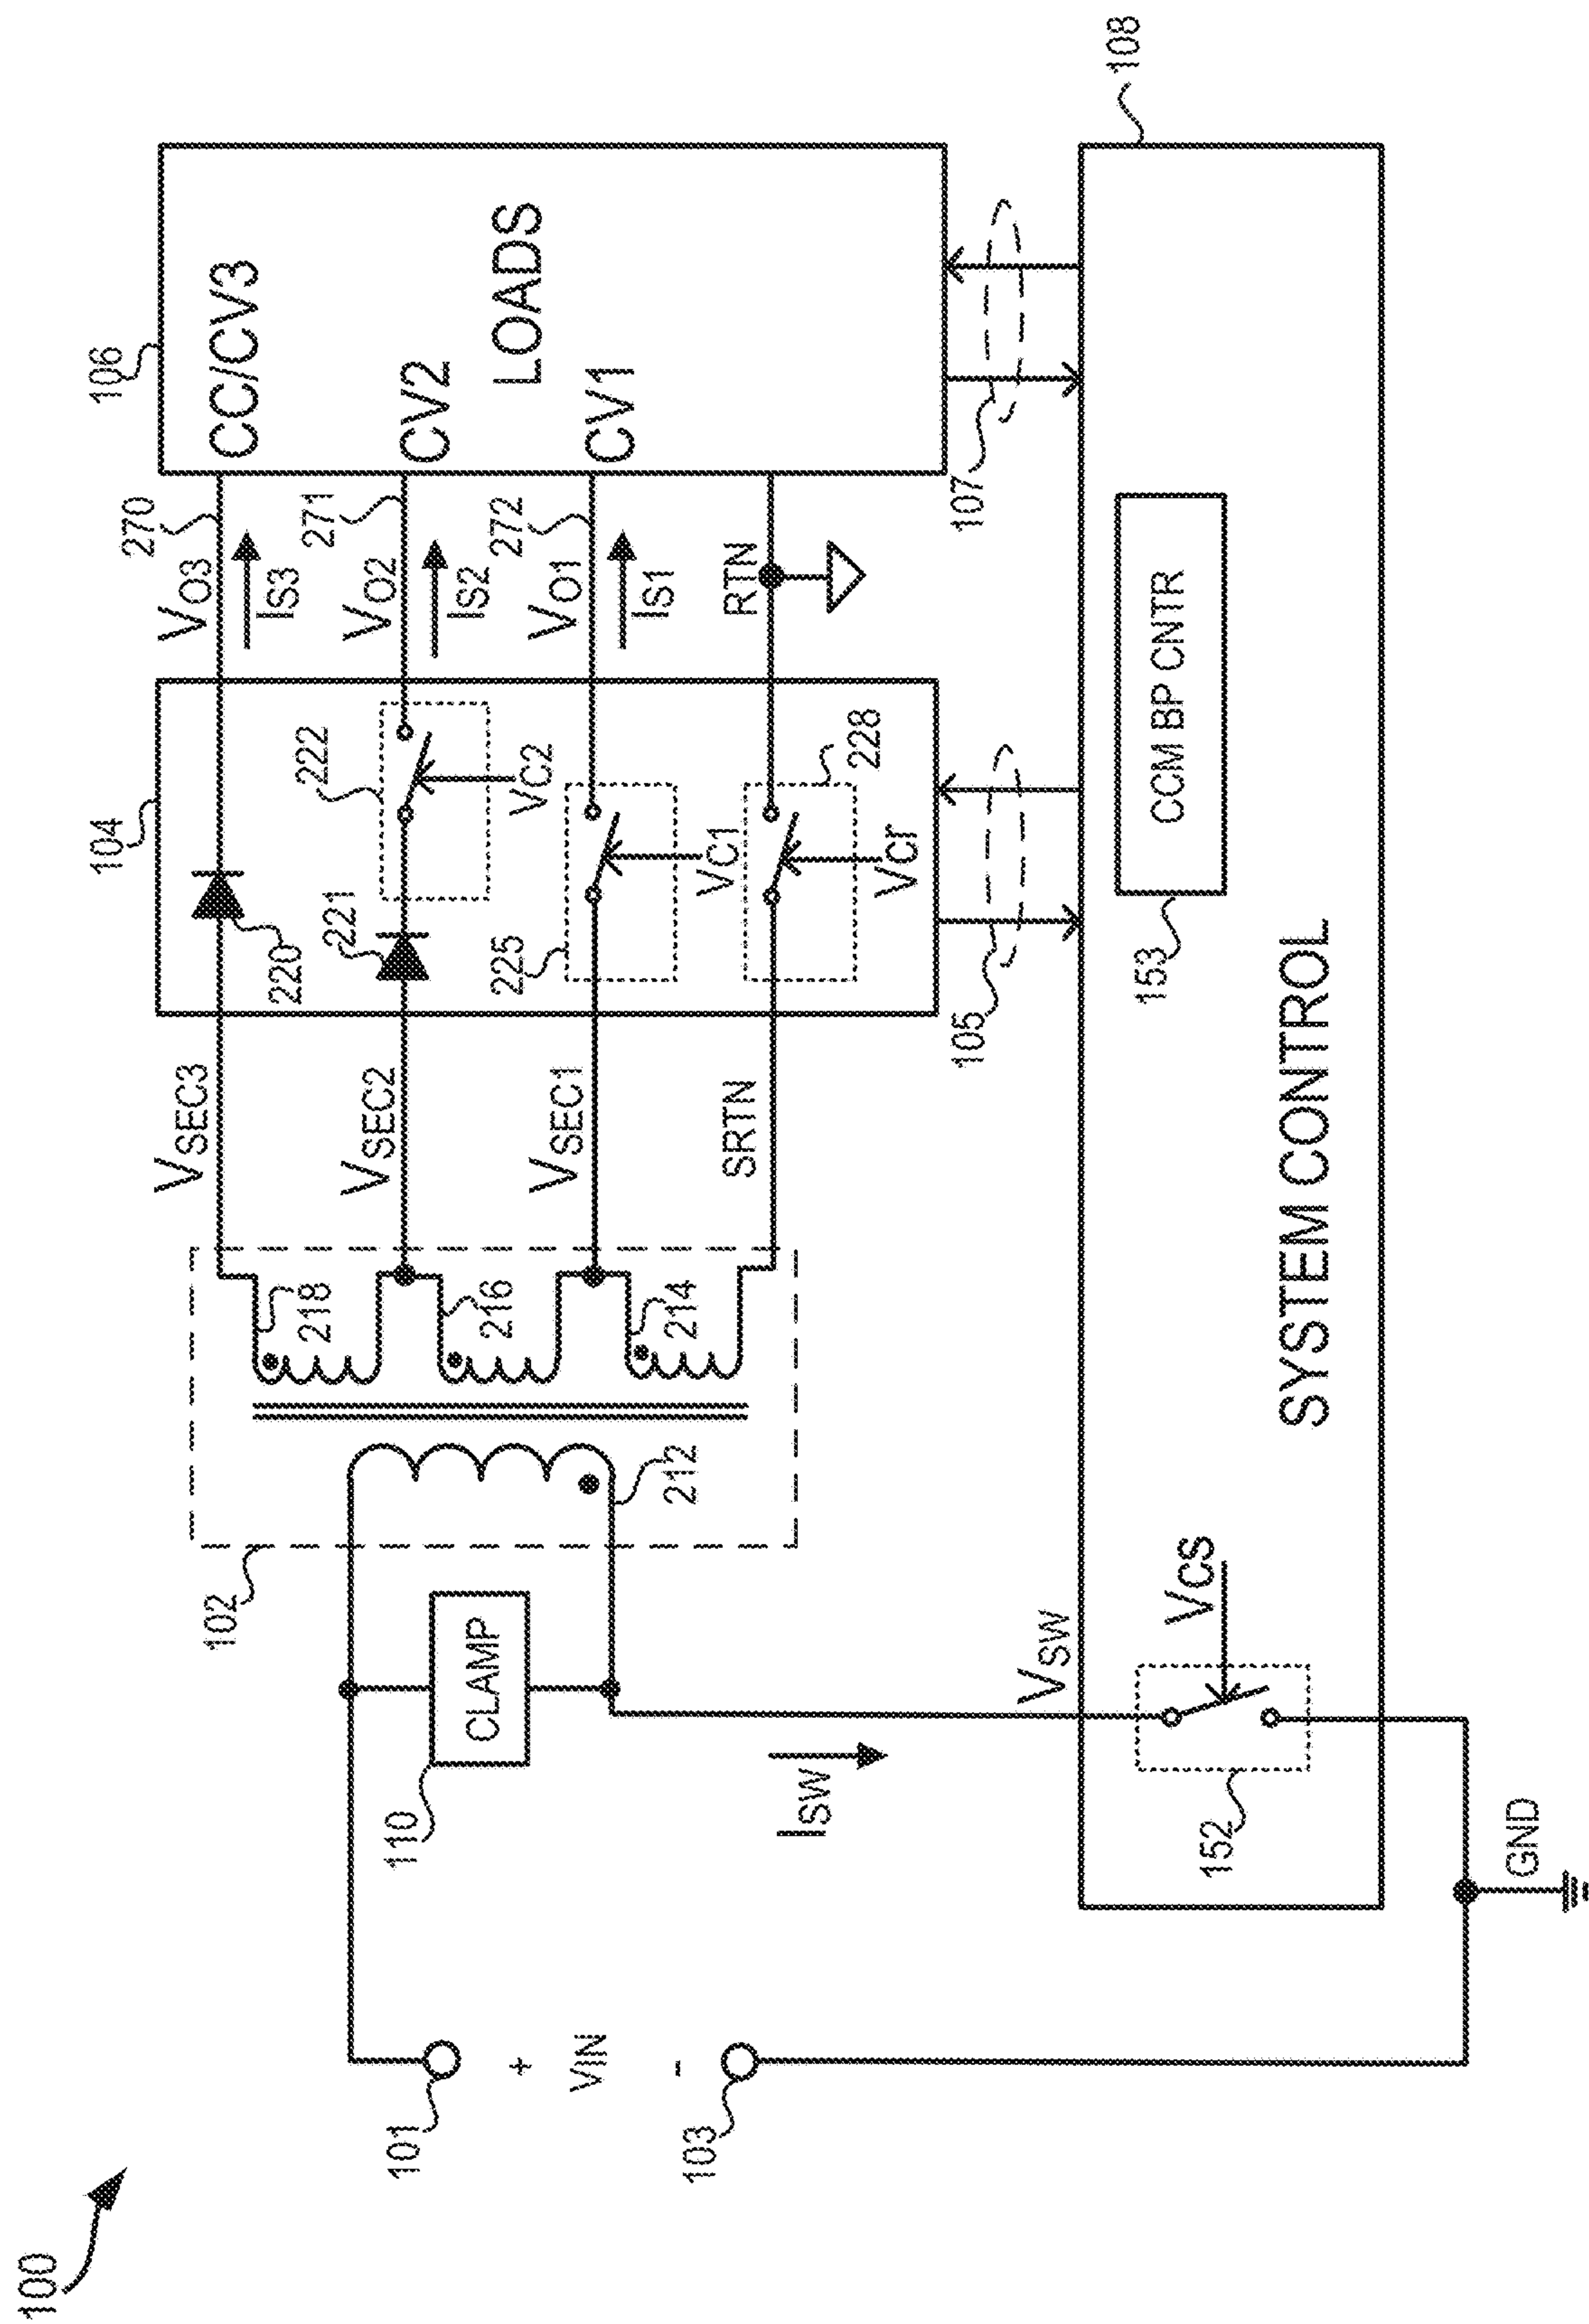 100
101
+
VIN
-
103
110
CLAMP
ISW
VSW
102
212
218
216
214
VSEC3
VSEC2
VSEC1
SRTN
104
220
221
222
VC2
225
VC1
228
Vcr
VO3
270
IS3
VO2
271
IS2
VO1
272
IS1
RTN
106
CC/CV3
CV2
LOADS
CV1
105
107
108
152
VCS
153
CCM BP CNTR
SYSTEM CONTROL
GND